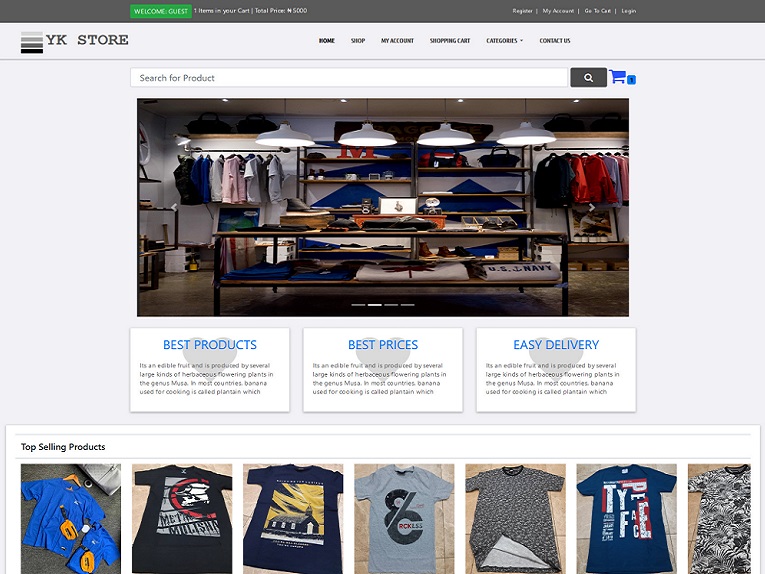 WELCOME: GUEST 1 Items in your Cart | Total Price: ₦ 5000
Register | My Account | Go To Cart | Login
YK STORE
HOME SHOP MY ACCOUNT SHOPPING CART CATEGORIES CONTACT US
Search for Product
1
M
U.S. NAVY
BEST PRODUCTS
Its an edible fruit and is produced by several
large kinds of herbaceous flowering plants in
the genus Musa. In most countries, banana
used for cooking is called plantain which
BEST PRICES
Its an edible fruit and is produced by several
large kinds of herbaceous flowering plants in
the genus Musa. In most countries, banana
used for cooking is called plantain which
EASY DELIVERY
Its an edible fruit and is produced by several
large kinds of herbaceous flowering plants in
the genus Musa. In most countries, banana
used for cooking is called plantain which
Top Selling Products
RCKLSS